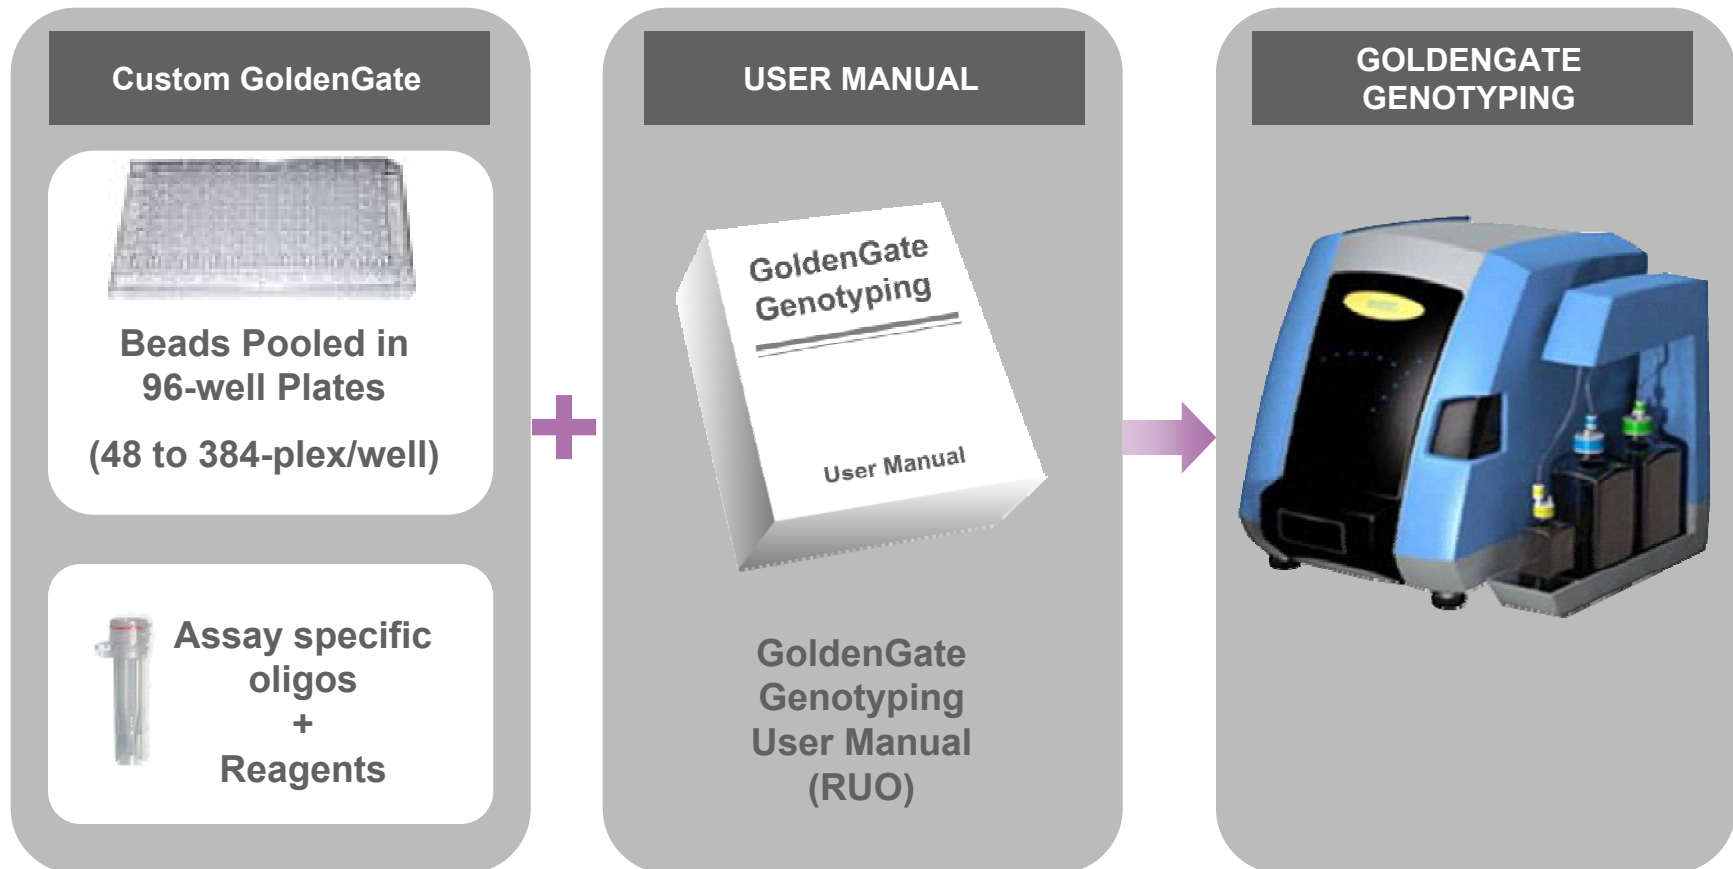 Custom GoldenGate
Beads Pooled in
96-well Plates
(48 to 384-plex/well)
Assay specific
oligos
+
Reagents
USER MANUAL
GoldenGate
Genotyping
User Manual
GoldenGate
Genotyping
User Manual
(RUO)
GOLDENGATE
GENOTYPING